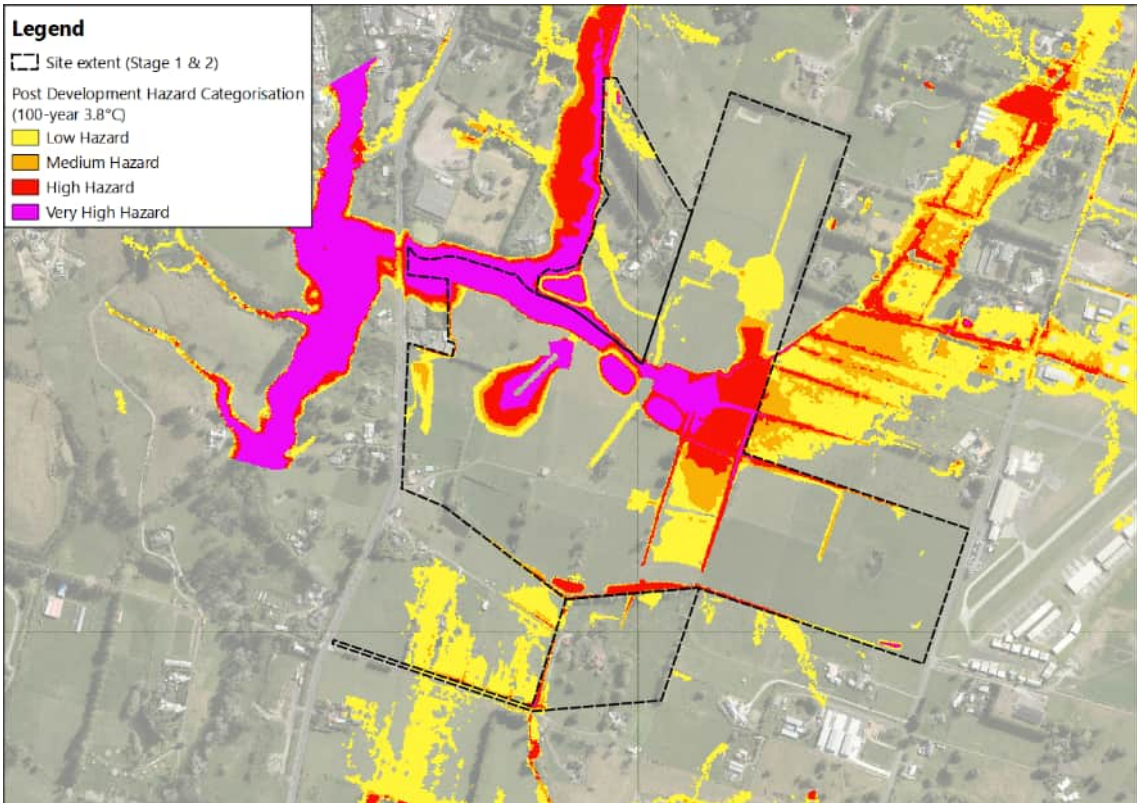 Legend
Site extent (Stage 1 & 2)
Post Development Hazard Categorisation
(100-year 3.8°C)
Low Hazard
Medium Hazard
High Hazard
Very High Hazard